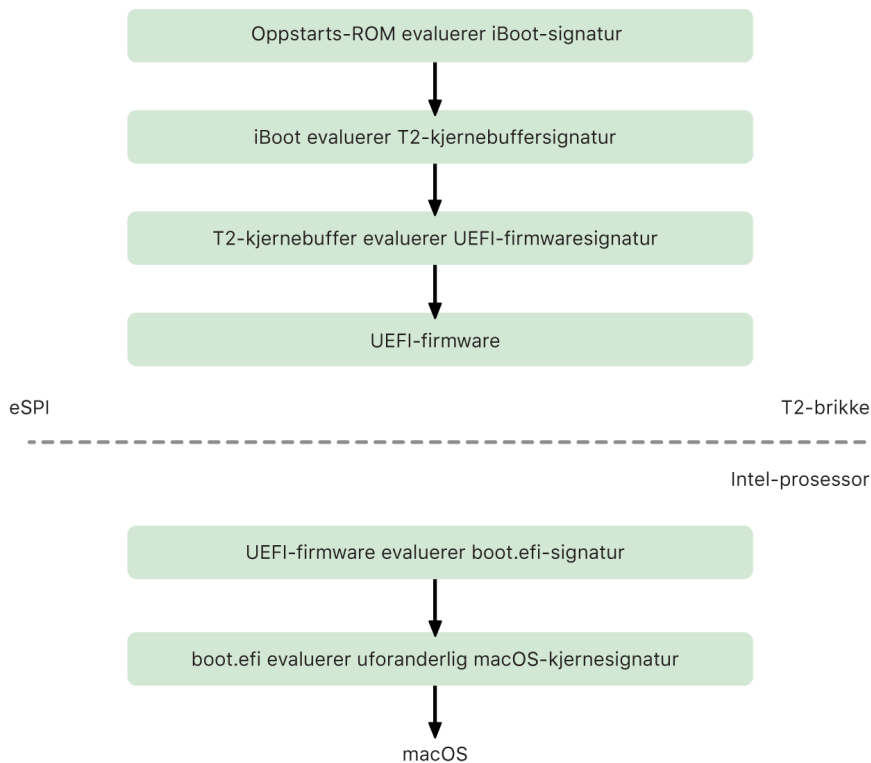 Oppstarts-ROM evaluerer iBoot-signatur
iBoot evaluerer T2-kjernebuffersignatur
T2-kjernebuffer evaluerer UEFI-firmwaresignatur
UEFI-firmware
eSPI
T2-brikke
Intel-prosessor
UEFI-firmware evaluerer boot.efi-signatur
boot.efi evaluerer uforanderlig macOS-kjernesignatur
macOS